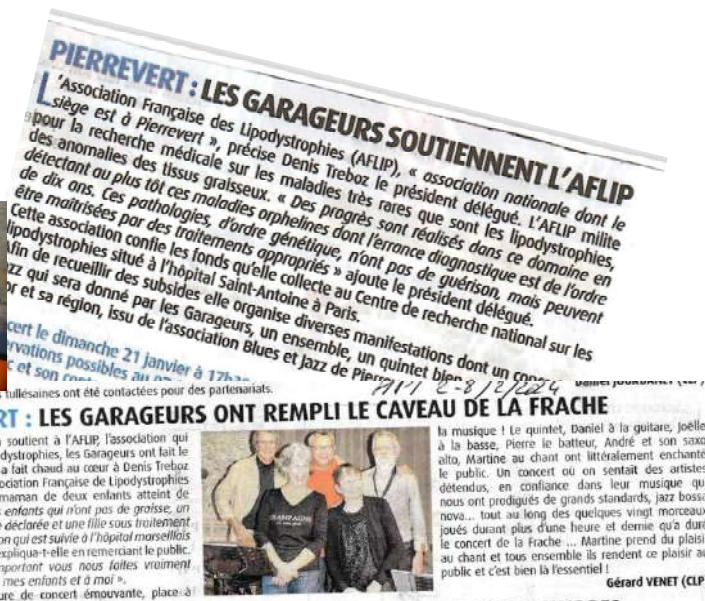 PIERREVERT : LES GARAGEURS SOUTIENNENT L'AFLIP
L'Association Française des Lipodystrophies (AFLIP), « association nationale dont le
siège est à Pierrevert », précise Denis Treboz le président délégué. L'AFLIP milite
pour la recherche médicale sur les maladies très rares que sont les lipodystrophies,
des anomalies des tissus graisseux. « Des progrès sont réalisés dans ce domaine en
détectant au plus tôt ces maladies orphelines dont l'errance diagnostique est de l'ordre
de dix ans. Ces pathologies, d'ordre génétique, n'ont pas de guérison, mais peuvent
être maîtrisées par des traitements appropriés » ajoute le président délégué.
Cette association confie les fonds qu'elle collecte au Centre de recherche national sur les
lipodystrophies situé à l'hôpital Saint-Antoine à Paris.
Afin de recueillir des subsides elle organise diverses manifestations dont un
zz qui sera donné par les Garageurs, un ensemble, un quintet bien
or et sa région, issu de l'association Blues et Jazz de
cert le dimanche 21 janvier à
ervations possibles au
c et son
tullésaines ont été contactées pour des partenariats.
2-8/2/2024
RT : LES GARAGEURS ONT REMPLI LE CAVEAU DE LA FRACHE
soutient à l'AFLIP, l'association qui
dystrophies, les Garageurs ont fait le
a fait chaud au cœur à Denis Treboz
ociation Française de Lipodystrophies
maman de deux enfants atteint de
enfants qui n'ont pas de graisse, un
déclarée et une fille sous traitement
on qui est suivie à l'hôpital marseillais
expliqua-t-elle en remerciant le public.
mportant vous nous faites vraiment
mes enfants et à moi ».
ure de concert émouvante, place à
CHAMPAGNE
la musique ! Le quintet, Daniel à la guitare, Joëlle
à la basse, Pierre le batteur, André et son saxo
alto, Martine au chant ont littéralement enchanté
le public. Un concert où on sentait des artistes
détendus, en confiance dans leur musique qu
nous ont prodigués de grands standards, jazz bossa
nova... tout au long des quelques vingt morceaux
joués durant plus d'une heure et demie qu'a duré
le concert de la Frache ... Martine prend du plaisi
au chant et tous ensemble ils rendent ce plaisir au
public et c'est bien là l'essentiel !
Gérard VENET (CLP